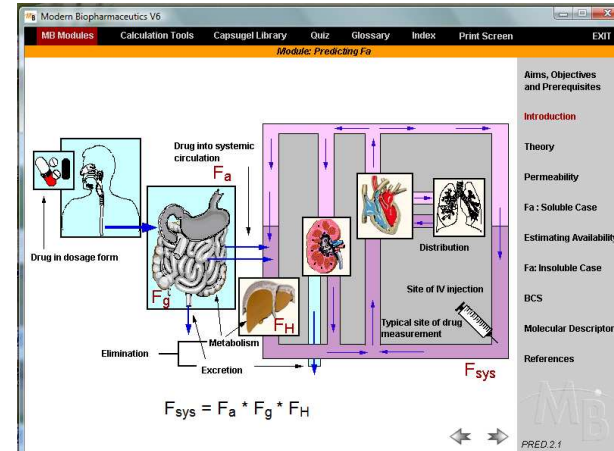 Modern Biopharmaceutics V6
MB Modules Calculation Tools Capsugel Library Quiz Glossary Index Print Screen EXIT
Module: Predicting Fa
Aims, Objectives
and Prerequisites
Introduction
Theory
Permeability
Fa : Soluble Case
Estimating Availability
Fa: Insoluble Case
BCS
Molecular Descriptor
References
Drug into systemic
circulation
Fa
Drug in dosage form
Fg
FH
Distribution
Site of IV injection
Typical site of drug
measurement
Metabolism
Elimination
Excretion
Fsys
Fsys = Fa * Fg * FH
MB
PRED.2.1